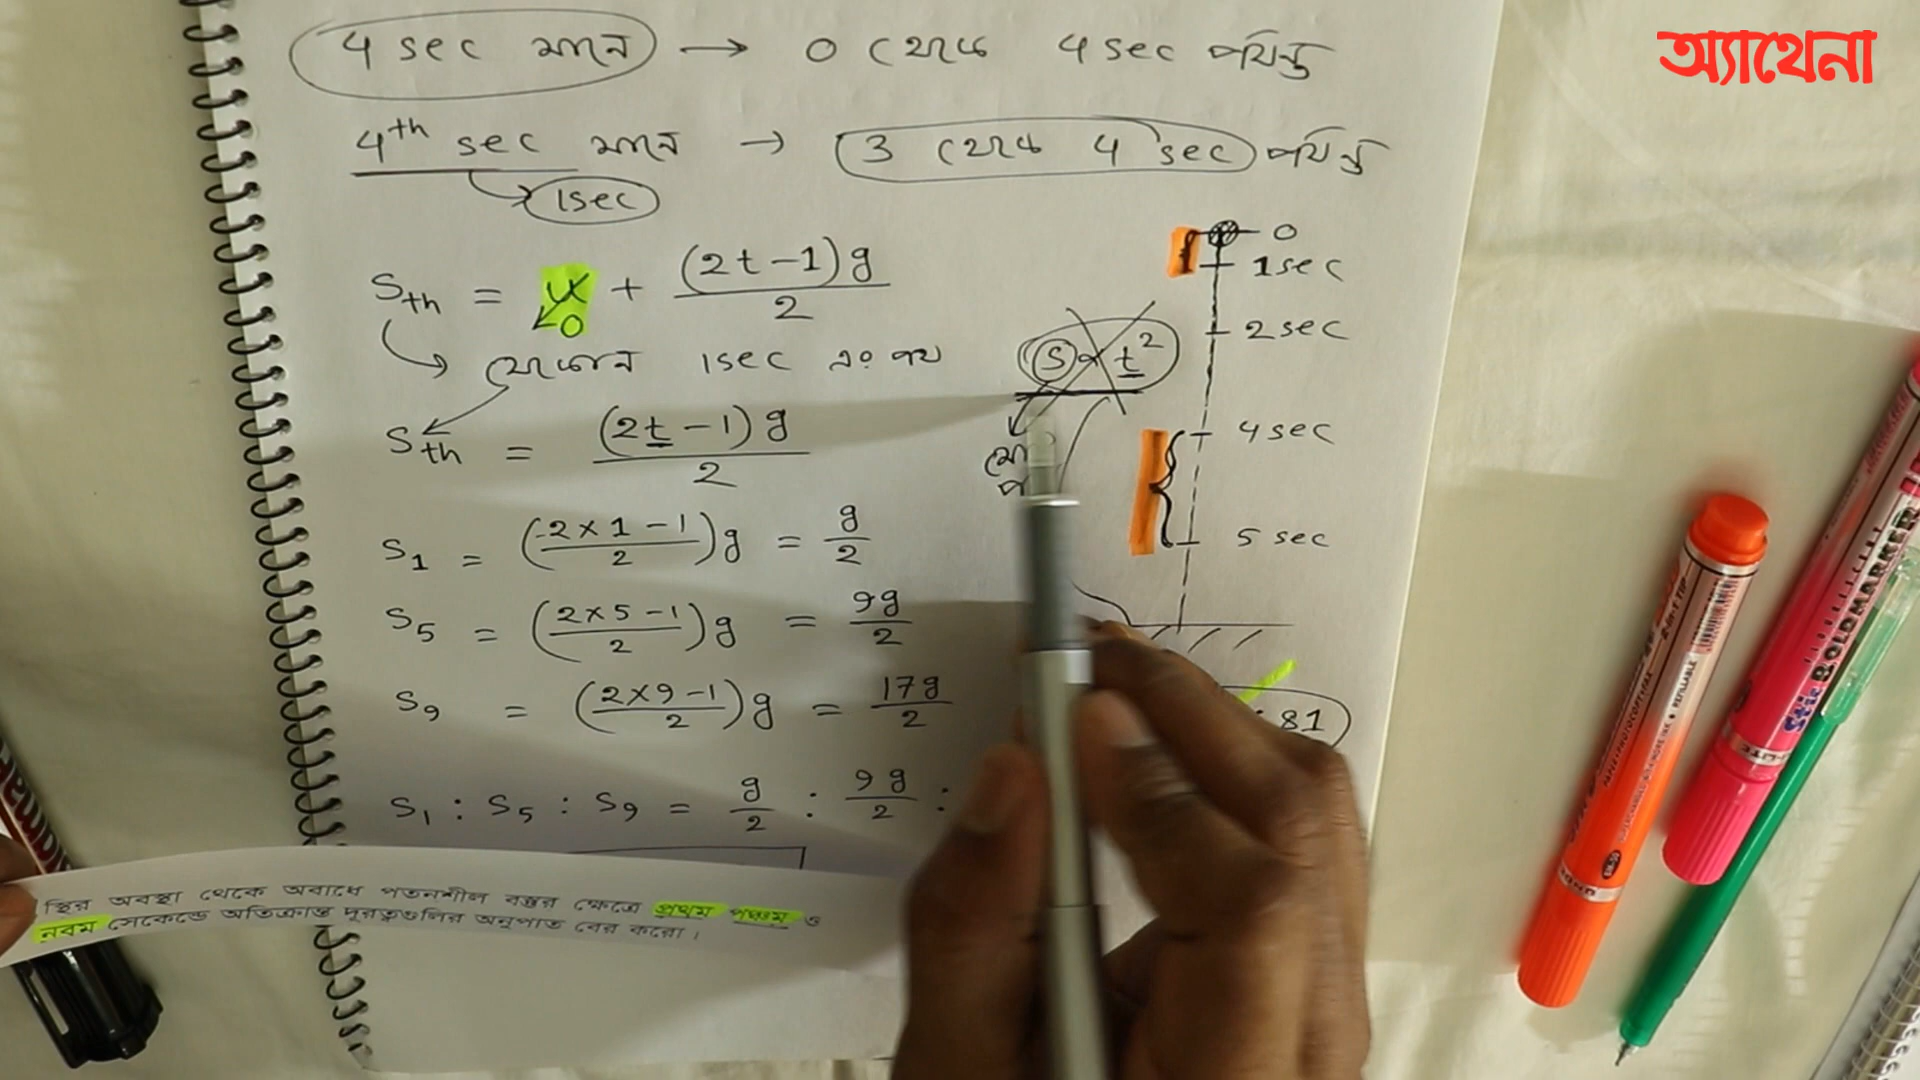 অ্যাথেনা
4 sec মানে → 0 থেকে 4 sec পর্যন্ত
4th sec মানে → 3 থেকে 4 sec পর্যন্ত
1sec
Sth = u + (2t-1)g / 2
0
যেকোন 1sec এর পথ
Sth = (2t-1)g / 2
S1 = (2×1-1 / 2)g = g/2
S5 = (2×5-1 / 2)g = 9g/2
S9 = (2×9-1 / 2)g = 17g/2
S1 : S5 : S9 = g/2 : 9g/2 :
S∝t²
0
1sec
2sec
4sec
5 sec
: 81
স্থির অবস্থা থেকে অবাধে পতনশীল বস্তুর ক্ষেত্রে প্রথম পঞ্চম ও
নবম সেকেন্ডে অতিক্রান্ত দূরত্বগুলির অনুপাত বের করো।
BOLDMARKER